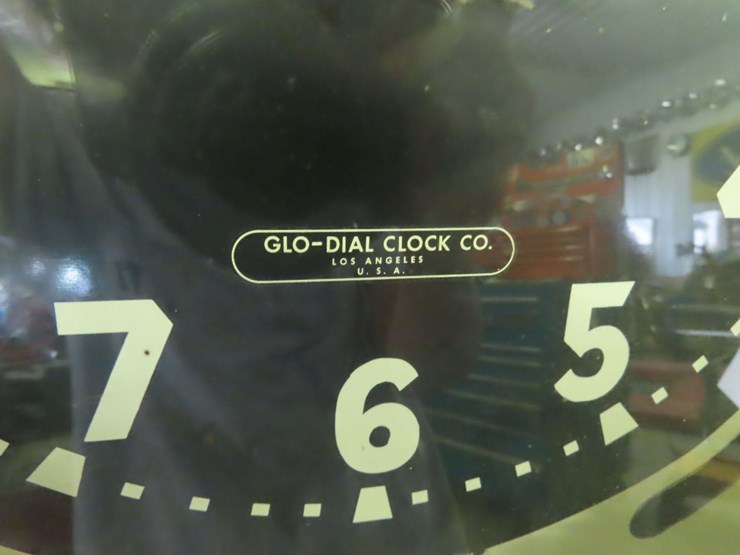 GLO-DIAL CLOCK CO.
LOS ANGELES
U. S. A.
7 6 5